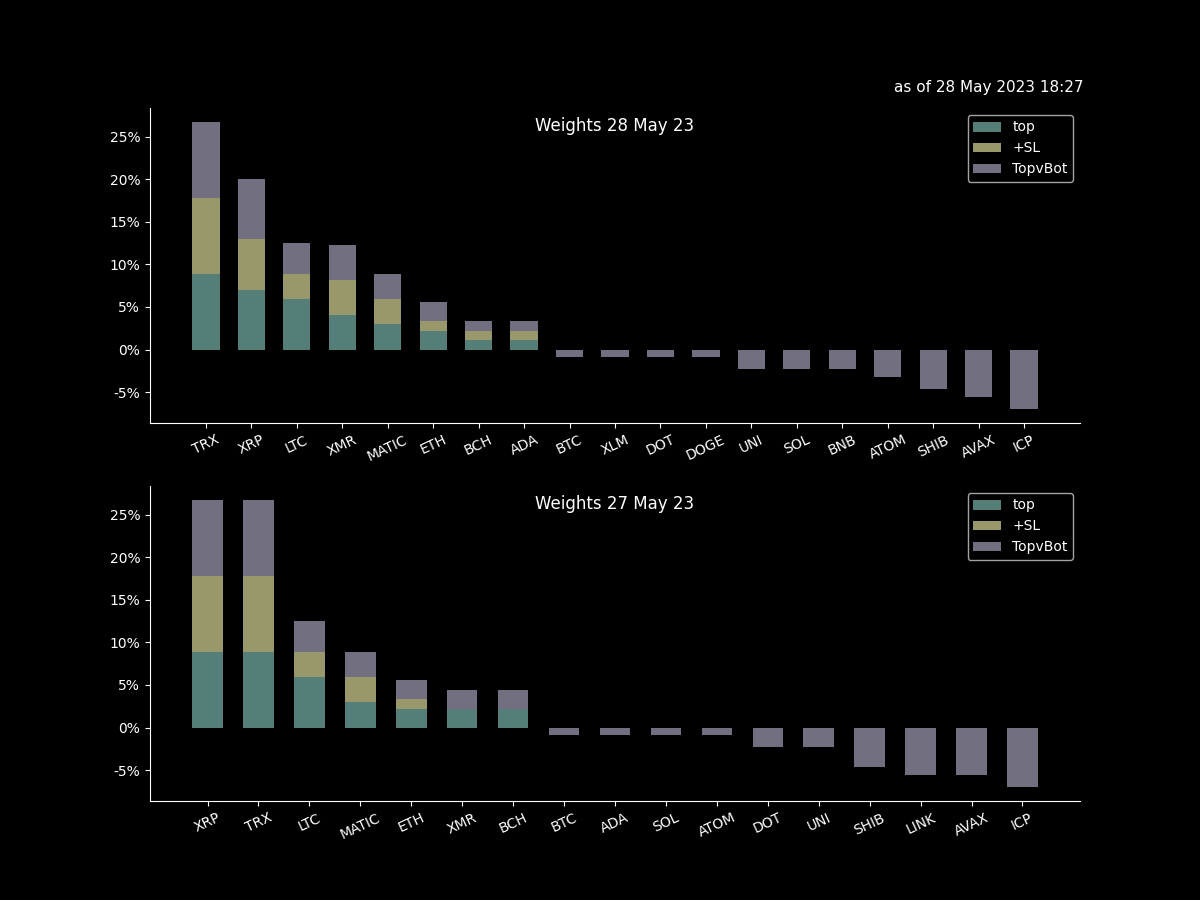 as of 28 May 2023 18:27
Weights 28 May 23
top
+SL
TopvBot
25%
20%
15%
10%
5%
0%
-5%
TRX XRP LTC XMR MATIC ETH BCH ADA BTC XLM DOT DOGE UNI SOL BNB ATOM SHIB AVAX ICP
Weights 27 May 23
top
+SL
TopvBot
25%
20%
15%
10%
5%
0%
-5%
XRP TRX LTC MATIC ETH XMR BCH BTC ADA SOL ATOM DOT UNI SHIB LINK AVAX ICP